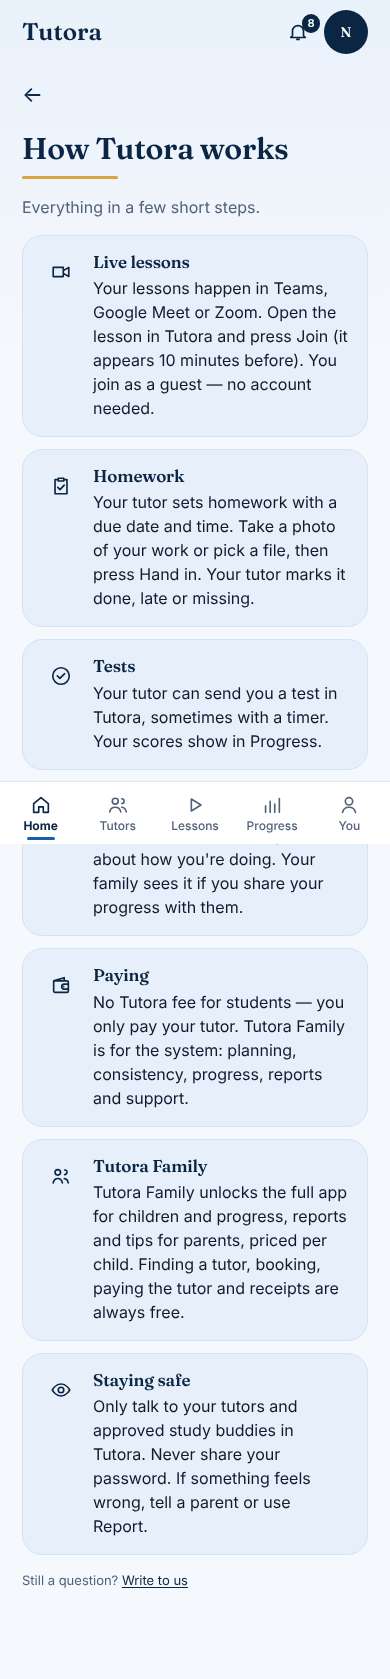 Tutora
8
N
How Tutora works
Everything in a few short steps.
Live lessons
Your lessons happen in Teams,
Google Meet or Zoom. Open the
lesson in Tutora and press Join (it
appears 10 minutes before). You
join as a guest — no account
needed.
Homework
Your tutor sets homework with a
due date and time. Take a photo
of your work or pick a file, then
press Hand in. Your tutor marks it
done, late or missing.
Tests
Your tutor can send you a test in
Tutora, sometimes with a timer.
Your scores show in Progress.
Home
Tutors
Lessons
Progress
You
about how you're doing. Your
family sees it if you share your
progress with them.
Paying
No Tutora fee for students — you
only pay your tutor. Tutora Family
is for the system: planning,
consistency, progress, reports
and support.
Tutora Family
Tutora Family unlocks the full app
for children and progress, reports
and tips for parents, priced per
child. Finding a tutor, booking,
paying the tutor and receipts are
always free.
Staying safe
Only talk to your tutors and
approved study buddies in
Tutora. Never share your
password. If something feels
wrong, tell a parent or use
Report.
Still a question? Write to us